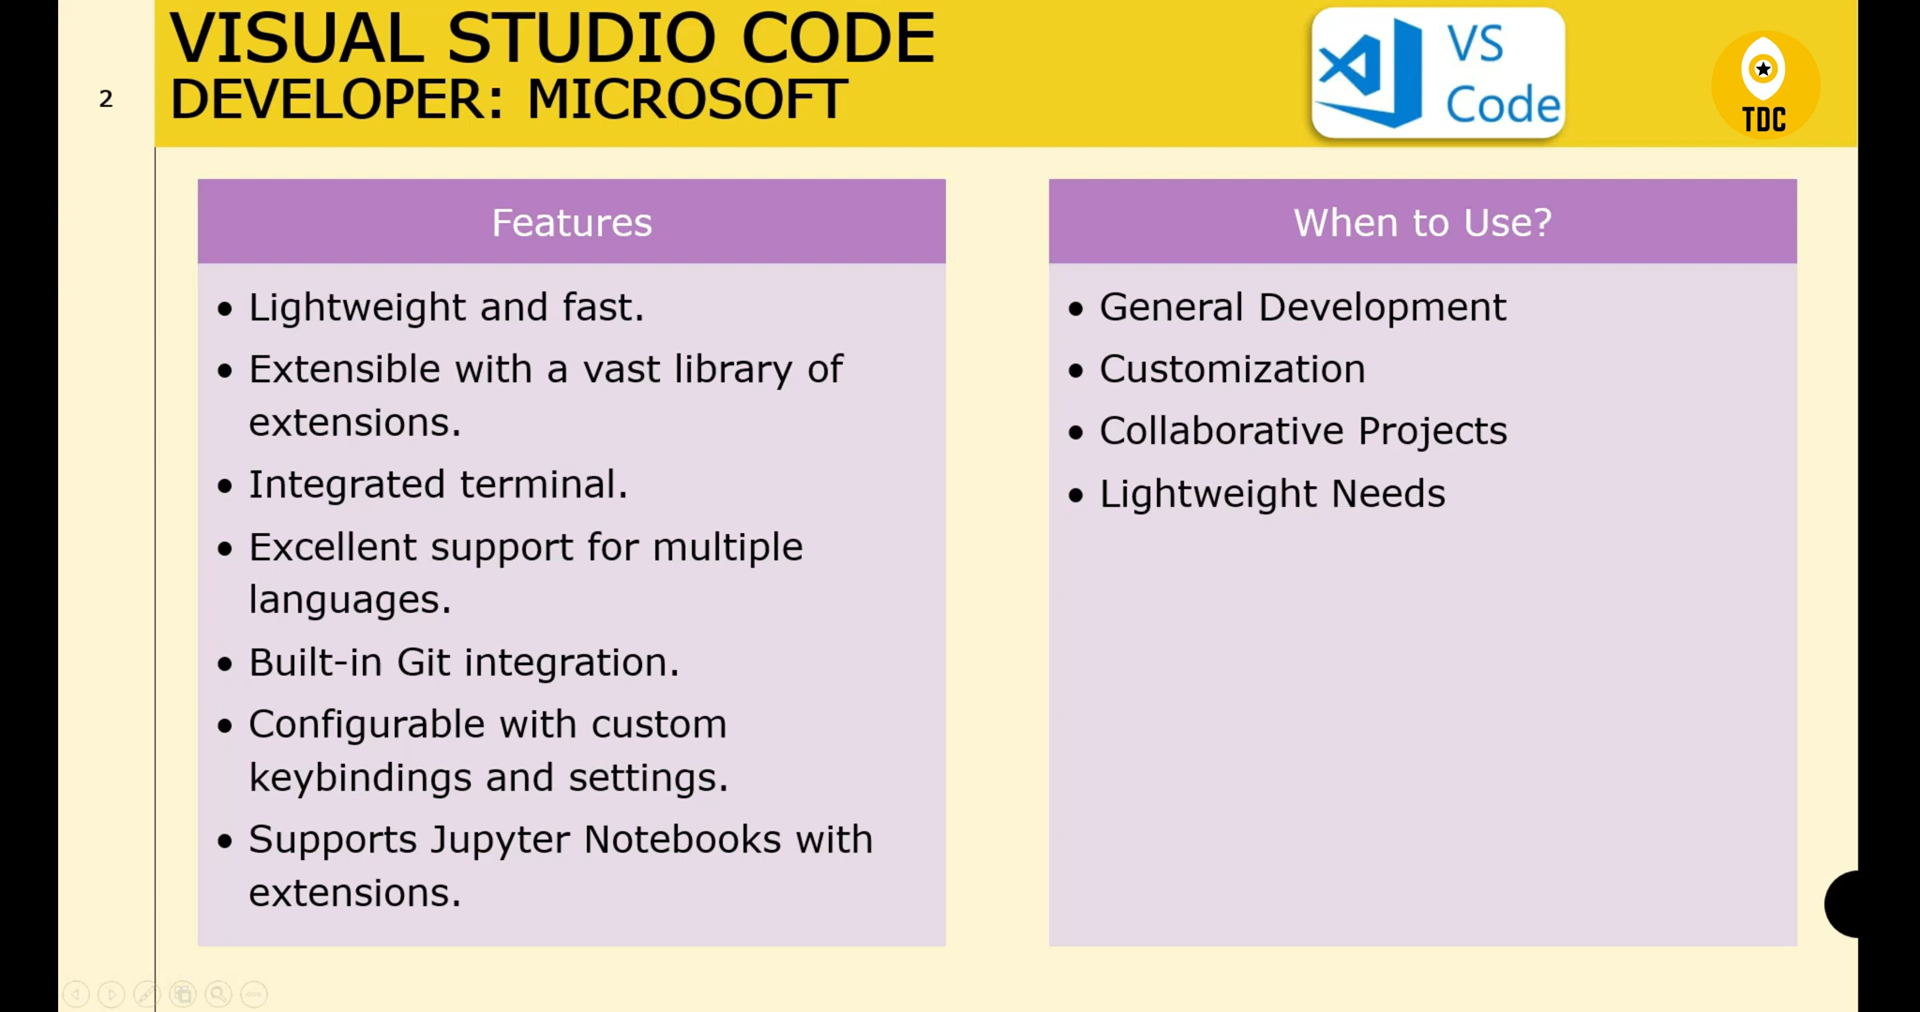 VISUAL STUDIO CODE
DEVELOPER: MICROSOFT
VS
Code
TDC
2
Features
• Lightweight and fast.
• Extensible with a vast library of
extensions.
• Integrated terminal.
• Excellent support for multiple
languages.
• Built-in Git integration.
• Configurable with custom
keybindings and settings.
• Supports Jupyter Notebooks with
extensions.
When to Use?
• General Development
• Customization
• Collaborative Projects
• Lightweight Needs